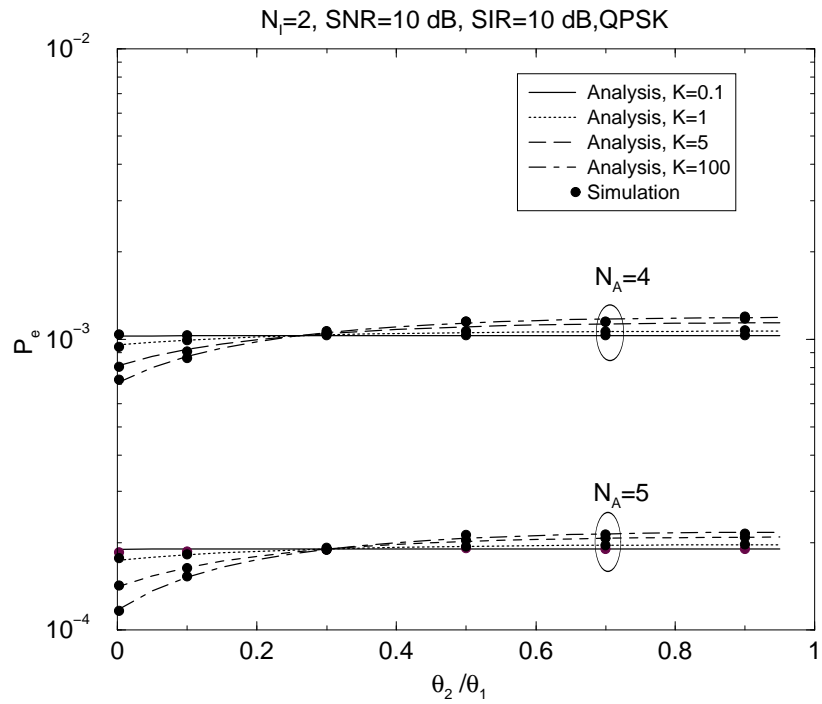 N_I=2, SNR=10 dB, SIR=10 dB,QPSK
10^−2
Analysis, K=0.1
Analysis, K=1
Analysis, K=5
Analysis, K=100
Simulation
N_A=4
P_e
10^−3
N_A=5
10^−4
0 0.2 0.4 0.6 0.8 1
θ_2 /θ_1